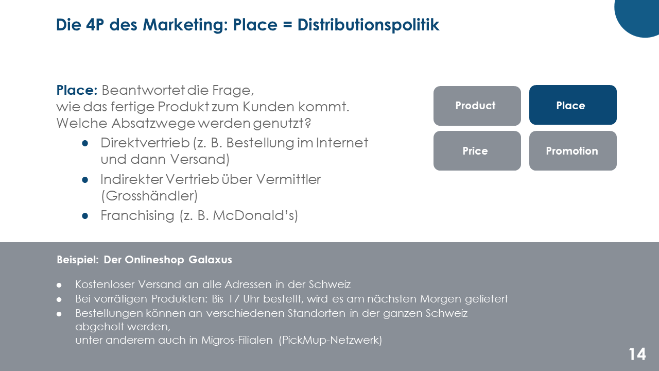 Die 4P des Marketing: Place = Distributionspolitik
Place: Beantwortet die Frage,
wie das fertige Produkt zum Kunden kommt.
Welche Absatzwege werden genutzt?
● Direktvertrieb (z. B. Bestellung im Internet
und dann Versand)
● Indirekter Vertrieb über Vermittler
(Grosshändler)
● Franchising (z. B. McDonald's)
Product
Place
Price
Promotion
Beispiel: Der Onlineshop Galaxus
● Kostenloser Versand an alle Adressen in der Schweiz
● Bei vorrätigen Produkten: Bis 17 Uhr bestellt, wird es am nächsten Morgen geliefert
● Bestellungen können an verschiedenen Standorten in der ganzen Schweiz
abgeholt werden,
unter anderem auch in Migros-Filialen (PickMup-Netzwerk)
14